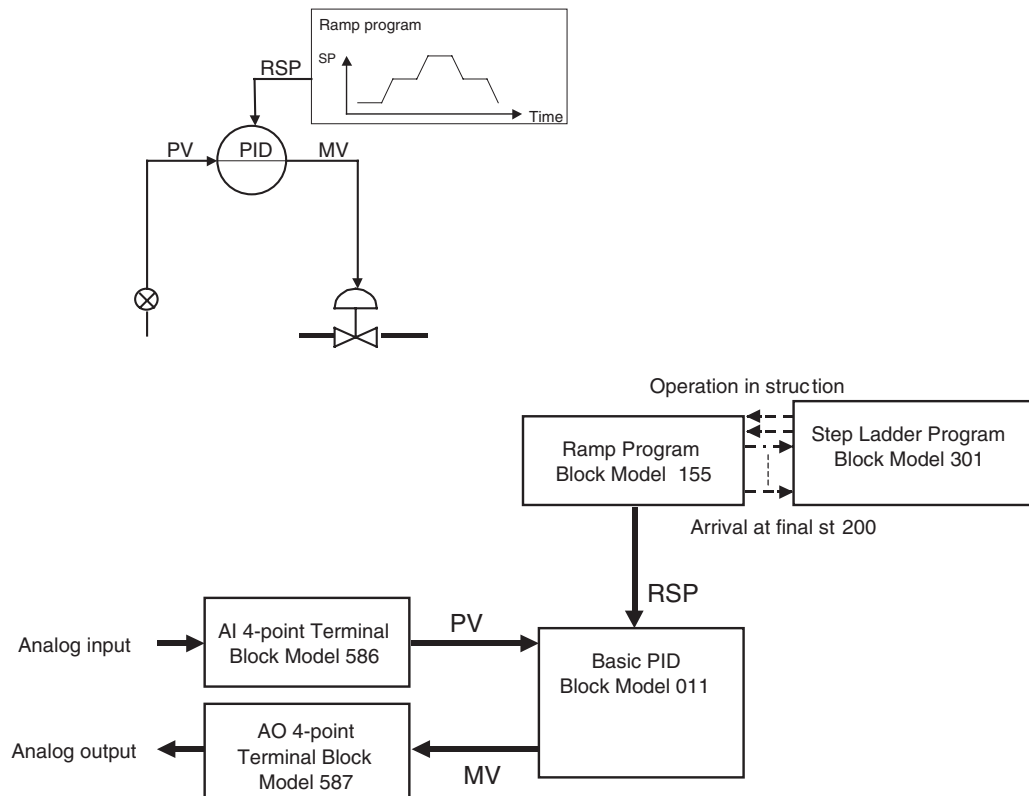 Ramp program
SP
Time
RSP
PV
PID
MV
Operation in struction
Ramp Program
Block Model 155
Step Ladder Program
Block Model 301
Arrival at final st 200
RSP
Analog input
AI 4-point Terminal
Block Model 586
PV
Basic PID
Block Model 011
Analog output
AO 4-point
Terminal Block
Model 587
MV